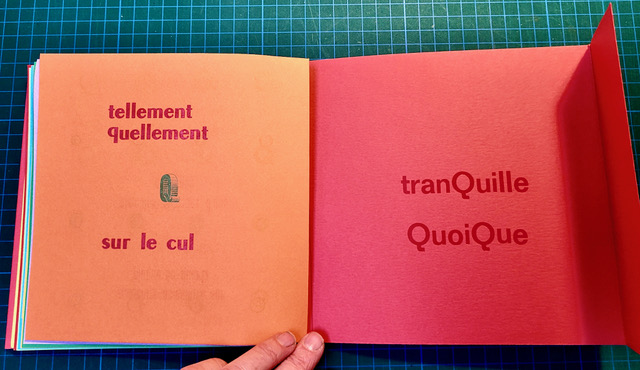 tellement
quellement
Q
sur le cul
tranQuille
QuoiQue